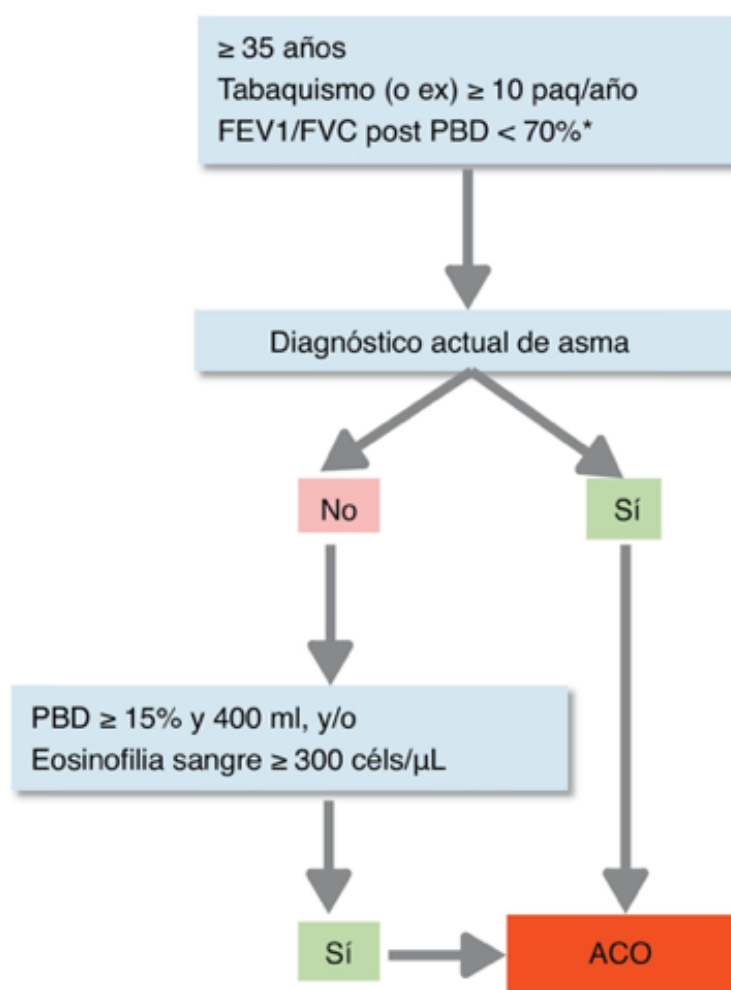 ≥ 35 años
Tabaquismo (o ex) ≥ 10 paq/año
FEV1/FVC post PBD < 70%*
Diagnóstico actual de asma
No
Sí
PBD ≥ 15% y 400 ml, y/o
Eosinofilia sangre ≥ 300 céls/µL
Sí
ACO